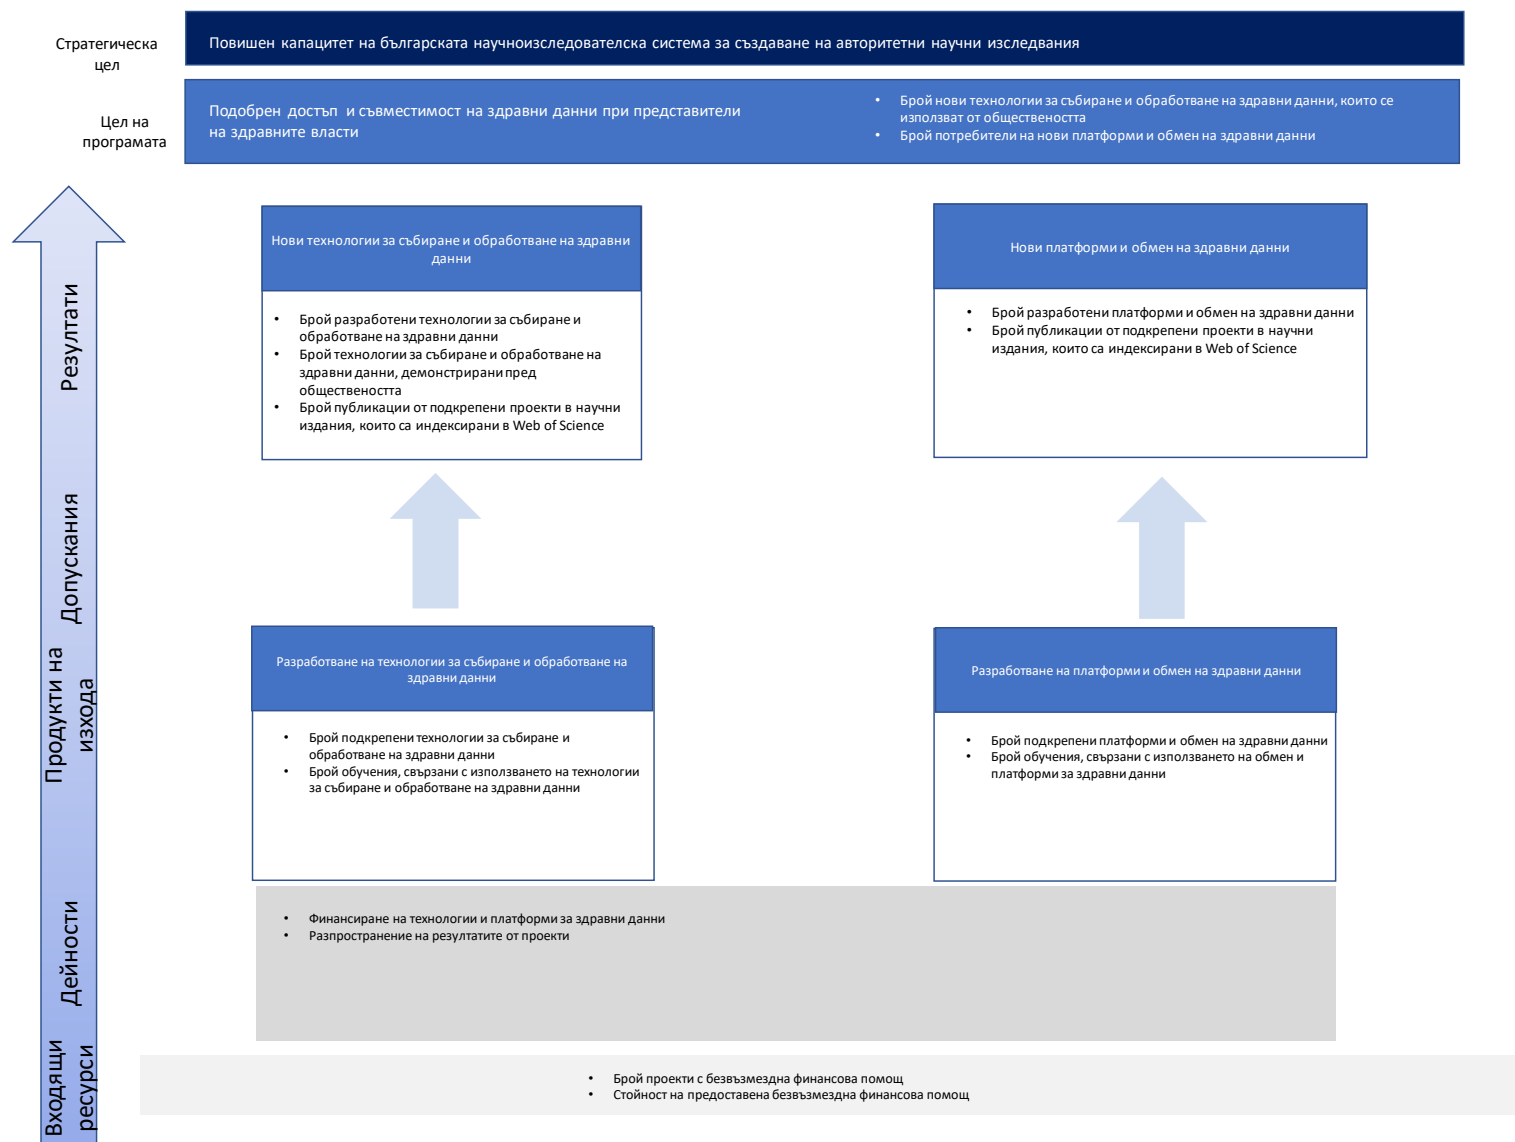 Стратегическа
цел
Повишен капацитет на българската научноизследователска система за създаване на авторитетни научни изследвания
Цел на
програмата
Подобрен достъп и съвместимост на здравни данни при представители
на здравните власти
• Брой нови технологии за събиране и обработване на здравни данни, които се
използват от обществеността
• Брой потребители на нови платформи и обмен на здравни данни
Резултати
Нови технологии за събиране и обработване на здравни
данни
• Брой разработени технологии за събиране и
обработване на здравни данни
• Брой технологии за събиране и обработване на
здравни данни, демонстрирани пред
обществеността
• Брой публикации от подкрепени проекти в научни
издания, които са индексирани в Web of Science
Нови платформи и обмен на здравни данни
• Брой разработени платформи и обмен на здравни данни
• Брой публикации от подкрепени проекти в научни
издания, които са индексирани в Web of Science
Допускания
Продукти на
изхода
Разработване на технологии за събиране и обработване на
здравни данни
• Брой подкрепени технологии за събиране и
обработване на здравни данни
• Брой обучения, свързани с използването на технологии
за събиране и обработване на здравни данни
Разработване на платформи и обмен на здравни данни
• Брой подкрепени платформи и обмен на здравни данни
• Брой обучения, свързани с използването на обмен и
платформи за здравни данни
Дейности
• Финансиране на технологии и платформи за здравни данни
• Разпространение на резултатите от проекти
Входящи
ресурси
• Брой проекти с безвъзмездна финансова помощ
• Стойност на предоставена безвъзмездна финансова помощ